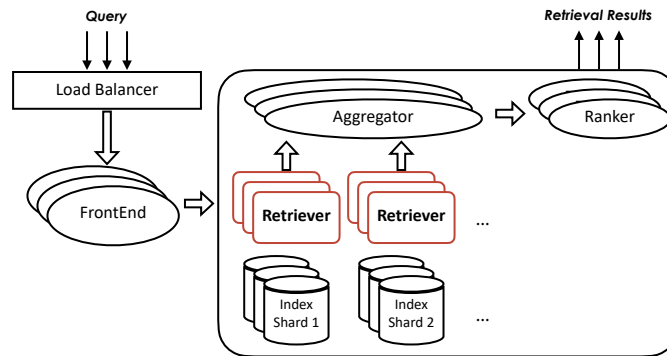 Query
Retrieval Results
Load Balancer
Aggregator
Ranker
FrontEnd
Retriever
Retriever
...
Index
Shard 1
Index
Shard 2
...